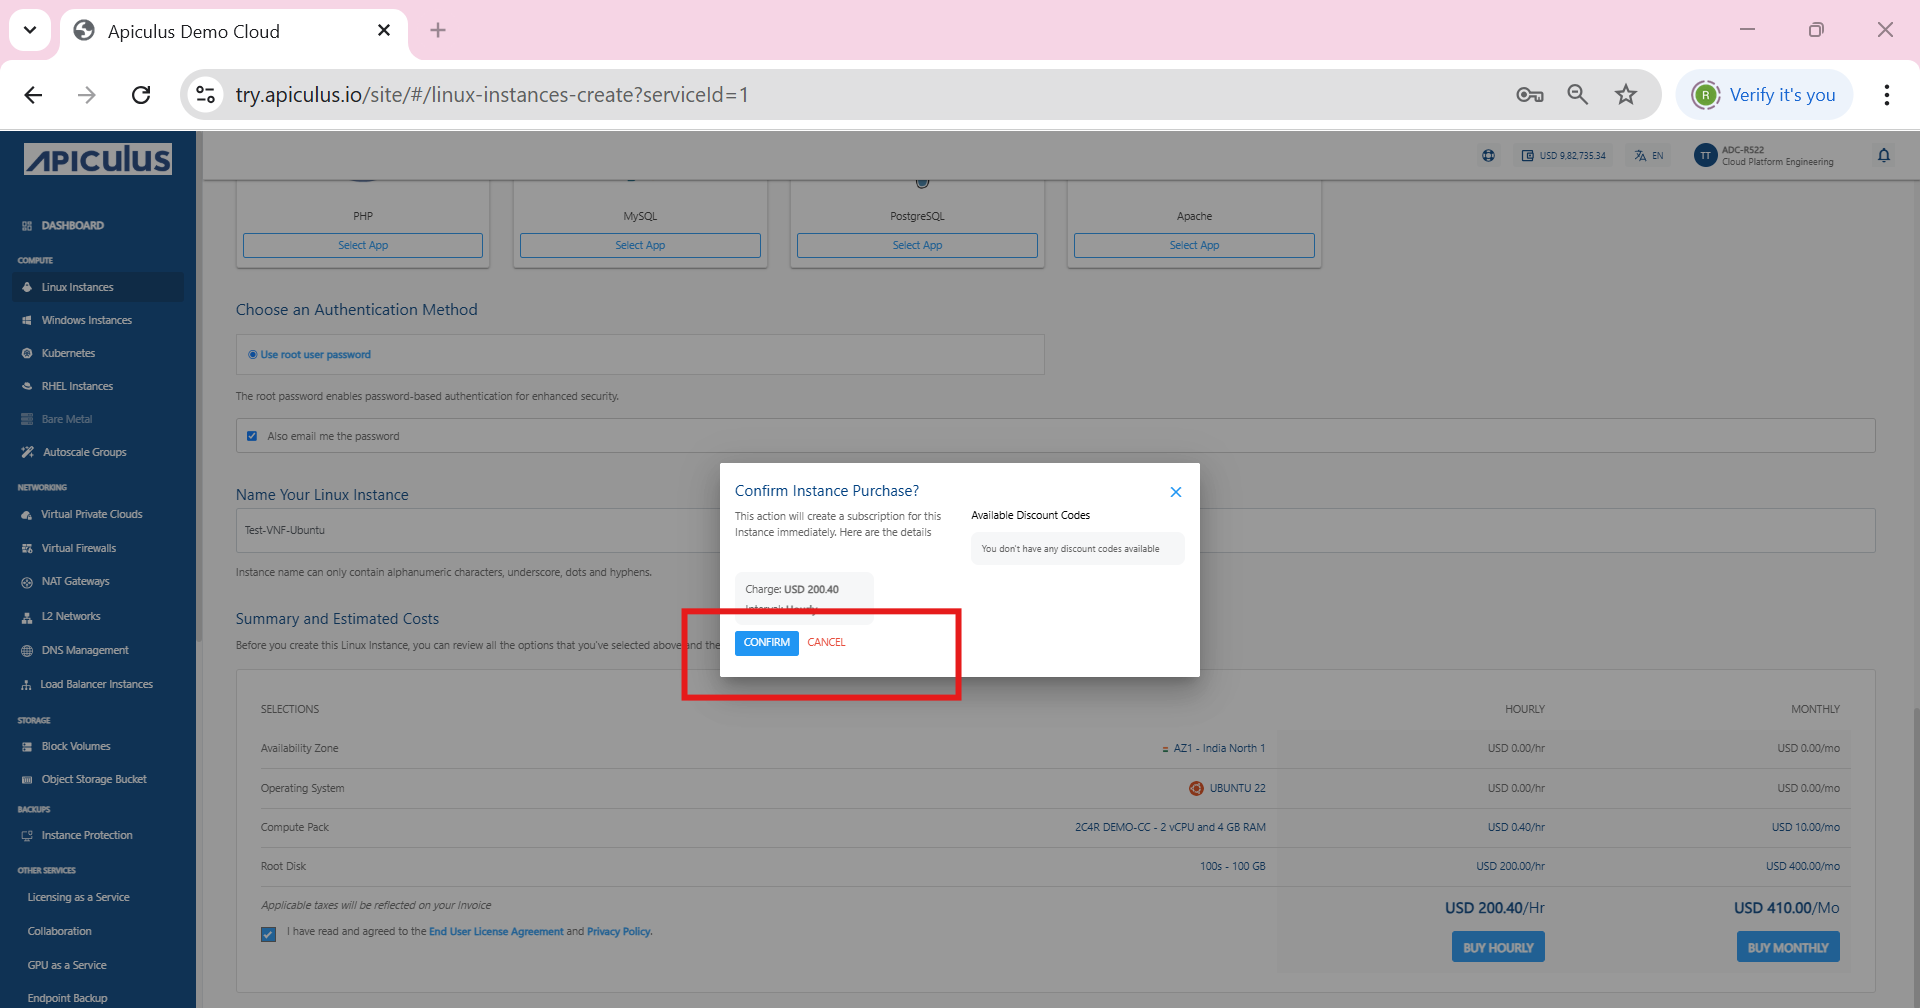 Apiculus Demo Cloud
try.apiculus.io/site/#/linux-instances-create?serviceId=1
R
Verify it's you
APICULUS
USD 9,82,735.34
EN
TT
ADC-R522
Cloud Platform Engineering
DASHBOARD
COMPUTE
Linux Instances
Windows Instances
Kubernetes
RHEL Instances
Bare Metal
Autoscale Groups
NETWORKING
Virtual Private Clouds
Virtual Firewalls
NAT Gateways
L2 Networks
DNS Management
Load Balancer Instances
STORAGE
Block Volumes
Object Storage Bucket
BACKUPS
Instance Protection
OTHER SERVICES
Licensing as a Service
Collaboration
GPU as a Service
Endpoint Backup
PHP
MySQL
PostgreSQL
Apache
Select App
Select App
Select App
Select App
Choose an Authentication Method
Use root user password
The root password enables password-based authentication for enhanced security.
Also email me the password
Name Your Linux Instance
Test-VNF-Ubuntu
Instance name can only contain alphanumeric characters, underscore, dots and hyphens.
Summary and Estimated Costs
Before you create this Linux Instance, you can review all the options that you've selected above and the
Confirm Instance Purchase?
This action will create a subscription for this
Instance immediately. Here are the details
Available Discount Codes
You don't have any discount codes available
Charge: USD 200.40
Interval: Hourly
CONFIRM
CANCEL
SELECTIONS
HOURLY
MONTHLY
Availability Zone
AZ1 - India North 1
USD 0.00/hr
USD 0.00/mo
Operating System
UBUNTU 22
USD 0.00/hr
USD 0.00/mo
Compute Pack
2C4R DEMO-CC - 2 vCPU and 4 GB RAM
USD 0.40/hr
USD 10.00/mo
Root Disk
100s - 100 GB
USD 200.00/hr
USD 400.00/mo
Applicable taxes will be reflected on your Invoice
USD 200.40/Hr
USD 410.00/Mo
I have read and agreed to the End User License Agreement and Privacy Policy.
BUY HOURLY
BUY MONTHLY